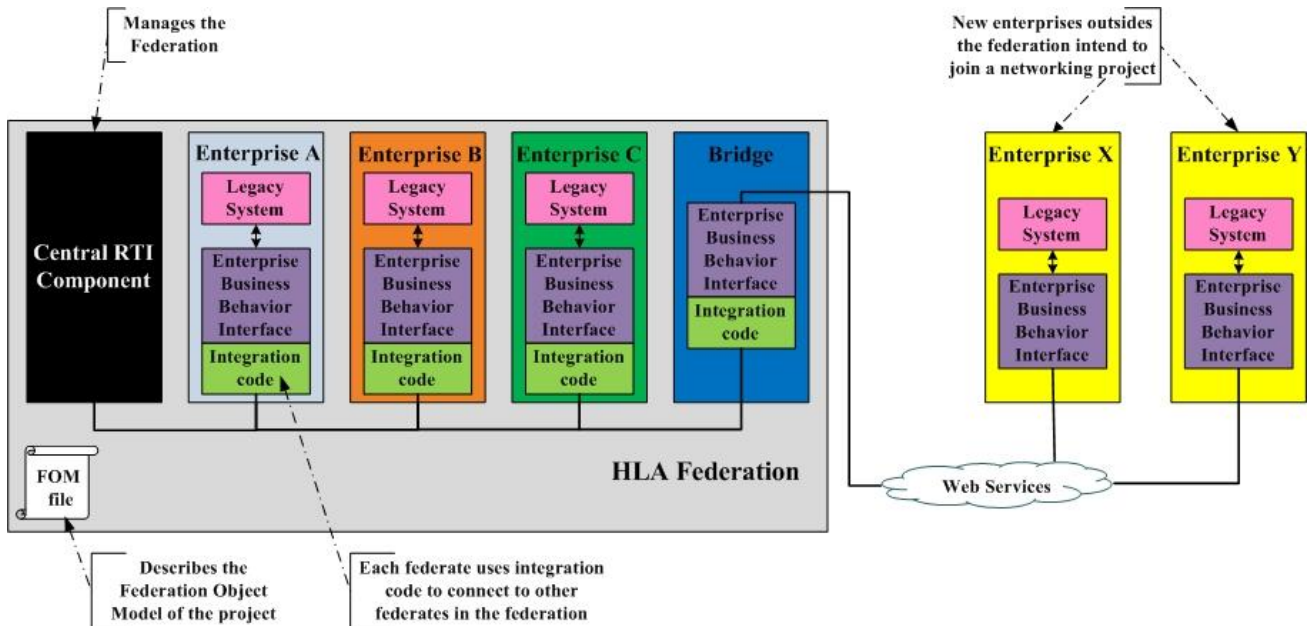 Manages the
Federation
New enterprises outsides
the federation intend to
join a networking project
Central RTI
Component
Enterprise A
Legacy
System
Enterprise
Business
Behavior
Interface
Integration
code
Enterprise B
Legacy
System
Enterprise
Business
Behavior
Interface
Integration
code
Enterprise C
Legacy
System
Enterprise
Business
Behavior
Interface
Integration
code
Bridge
Enterprise
Business
Behavior
Interface
Integration
code
Enterprise X
Legacy
System
Enterprise
Business
Behavior
Interface
Enterprise Y
Legacy
System
Enterprise
Business
Behavior
Interface
FOM
file
HLA Federation
Web Services
Describes the
Federation Object
Model of the project
Each federate uses integration
code to connect to other
federates in the federation